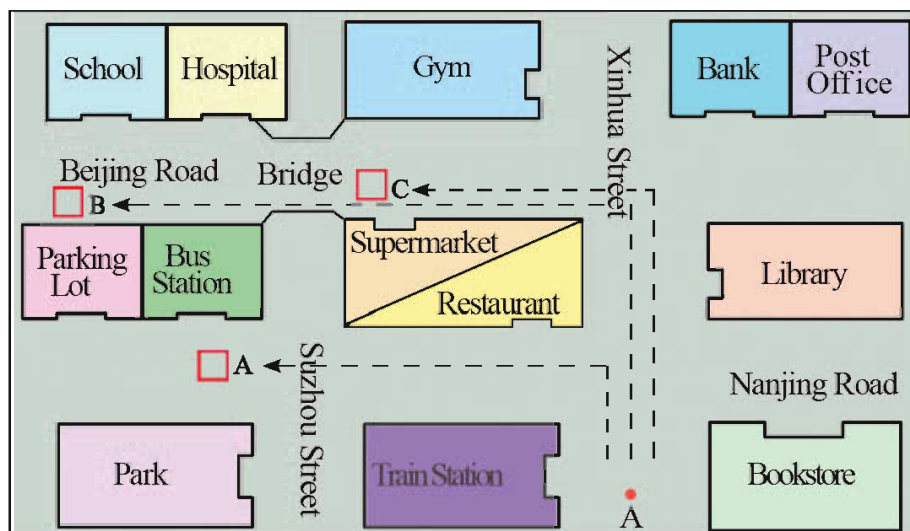 School
Hospital
Gym
Xinhua Street
Bank
Post
Office
Beijing Road
Bridge
B
C
Parking
Lot
Bus
Station
Supermarket
Restaurant
Library
A
Suzhou Street
Nanjing Road
Park
Train Station
Bookstore
A